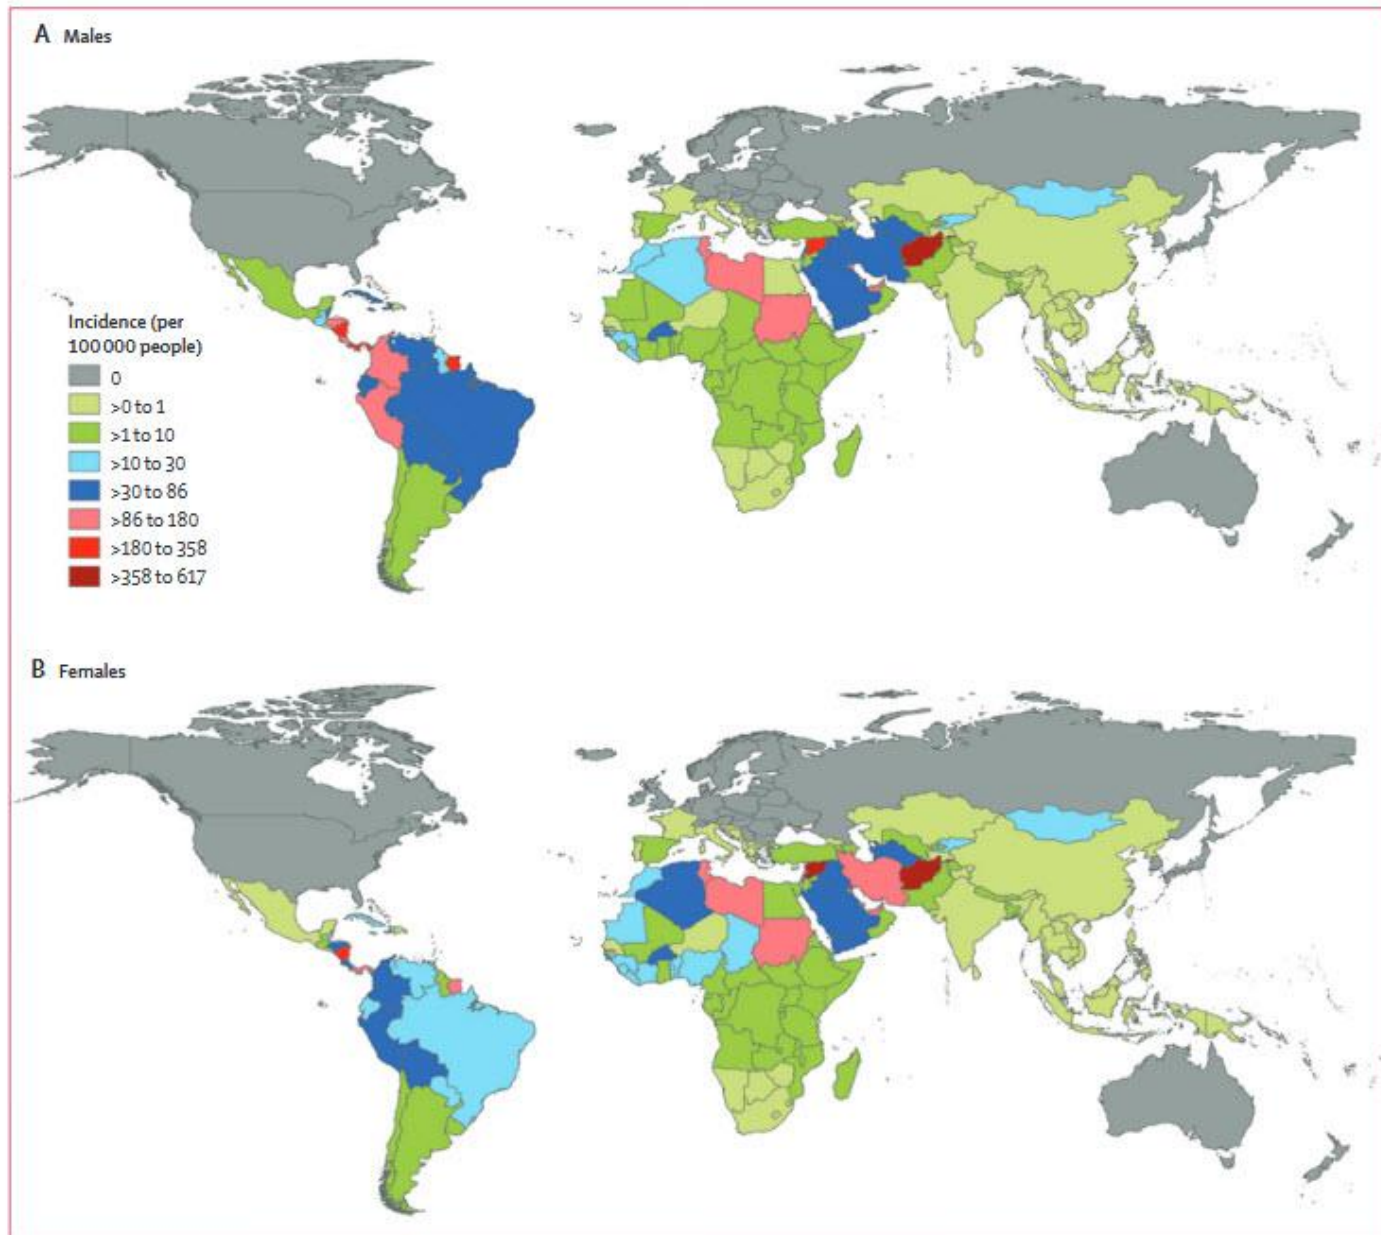 A Males
Incidence (per
100 000 people)
0
>0 to 1
>1 to 10
>10 to 30
>30 to 86
>86 to 180
>180 to 358
>358 to 617
B Females